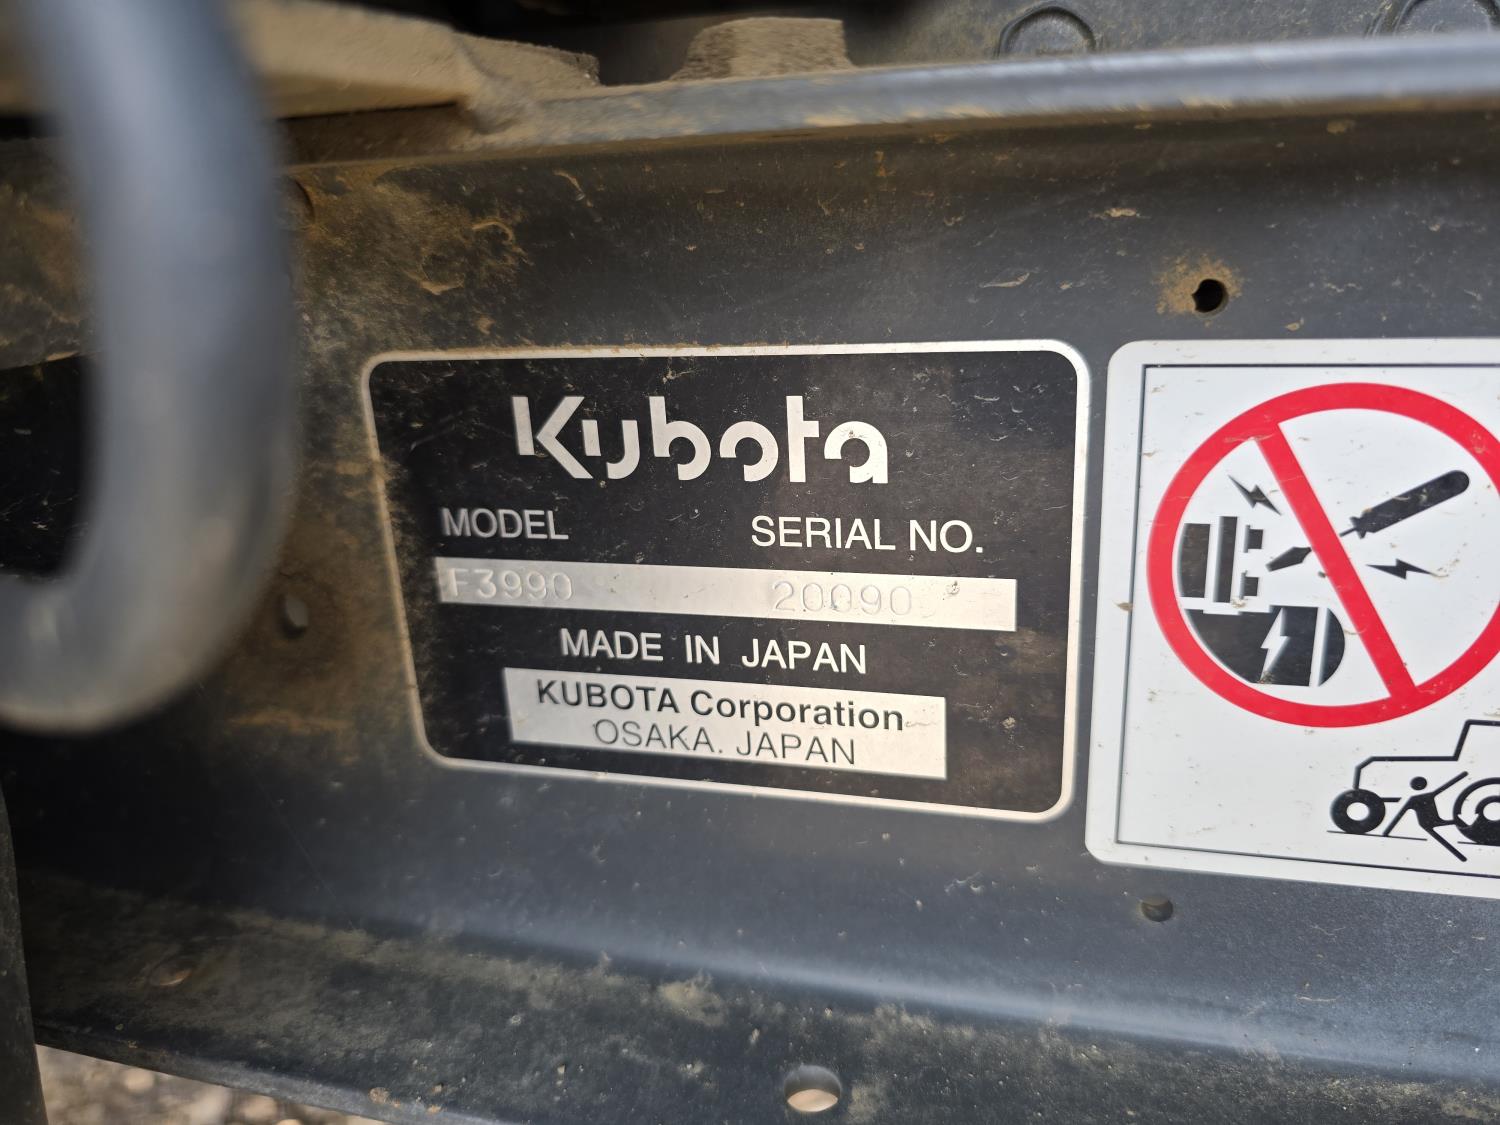 Kubota
MODEL SERIAL NO.
F3990 20090
MADE IN JAPAN
KUBOTA Corporation
OSAKA. JAPAN